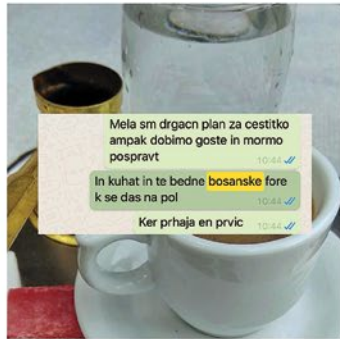 Mela sm drgacn plan za cestitko
ampak dobimo goste in mormo
pospravt
10:44
In kuhat in te bedne bosanske fore
k se das na pol
10:44
Ker prhaja en prvic
10:44